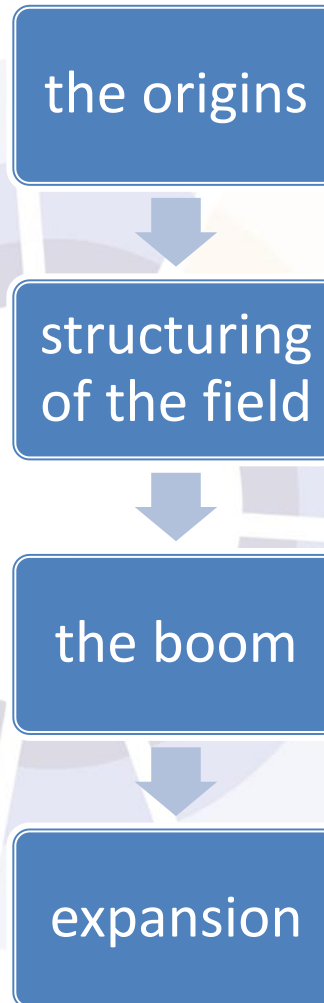 the origins
structuring
of the field
the boom
expansion